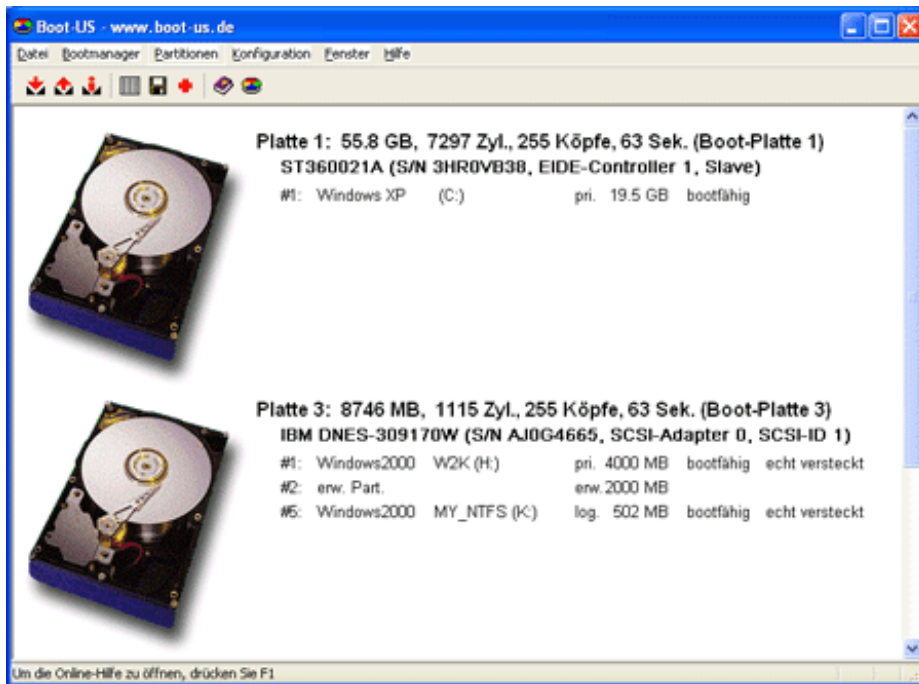 Boot-US - www.boot-us.de
Datei Bootmanager Partitionen Konfiguration Fenster Hilfe
Platte 1: 55.8 GB, 7297 Zyl., 255 Köpfe, 63 Sek. (Boot-Platte 1)
ST360021A (S/N 3HR0VB38, EIDE-Controller 1, Slave)
#1: Windows XP (C:) pri. 19.5 GB bootfähig
Platte 3: 8746 MB, 1115 Zyl., 255 Köpfe, 63 Sek. (Boot-Platte 3)
IBM DNES-309170W (S/N AJ0G4665, SCSI-Adapter 0, SCSI-ID 1)
#1: Windows2000 W2K (H:) pri. 4000 MB bootfähig echt versteckt
#2: erw. Part. erw. 2000 MB
#5: Windows2000 MY_NTFS (K:) log. 502 MB bootfähig echt versteckt
Um die Online-Hilfe zu öffnen, drücken Sie F1